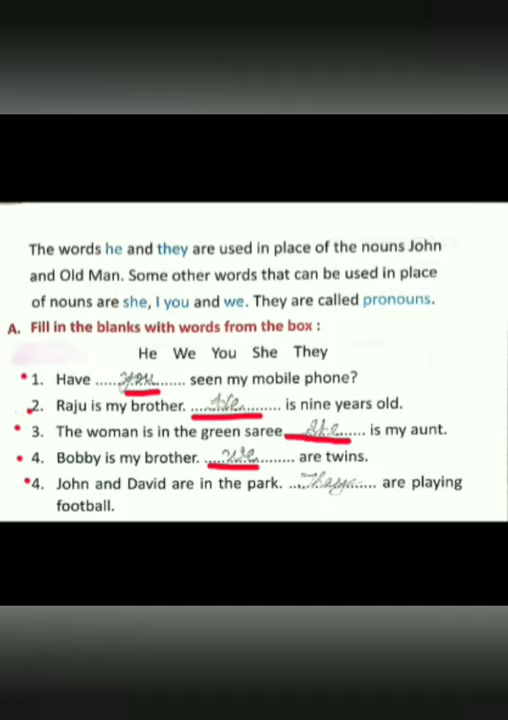 The words he and they are used in place of the nouns John
and Old Man. Some other words that can be used in place
of nouns are she, I you and we. They are called pronouns.
A. Fill in the blanks with words from the box :
He We You She They
1. Have ......you......... seen my mobile phone?
2. Raju is my brother. ....He........... is nine years old.
3. The woman is in the green saree She...... is my aunt.
4. Bobby is my brother. .....We.......... are twins.
4. John and David are in the park. ....They...... are playing
football.